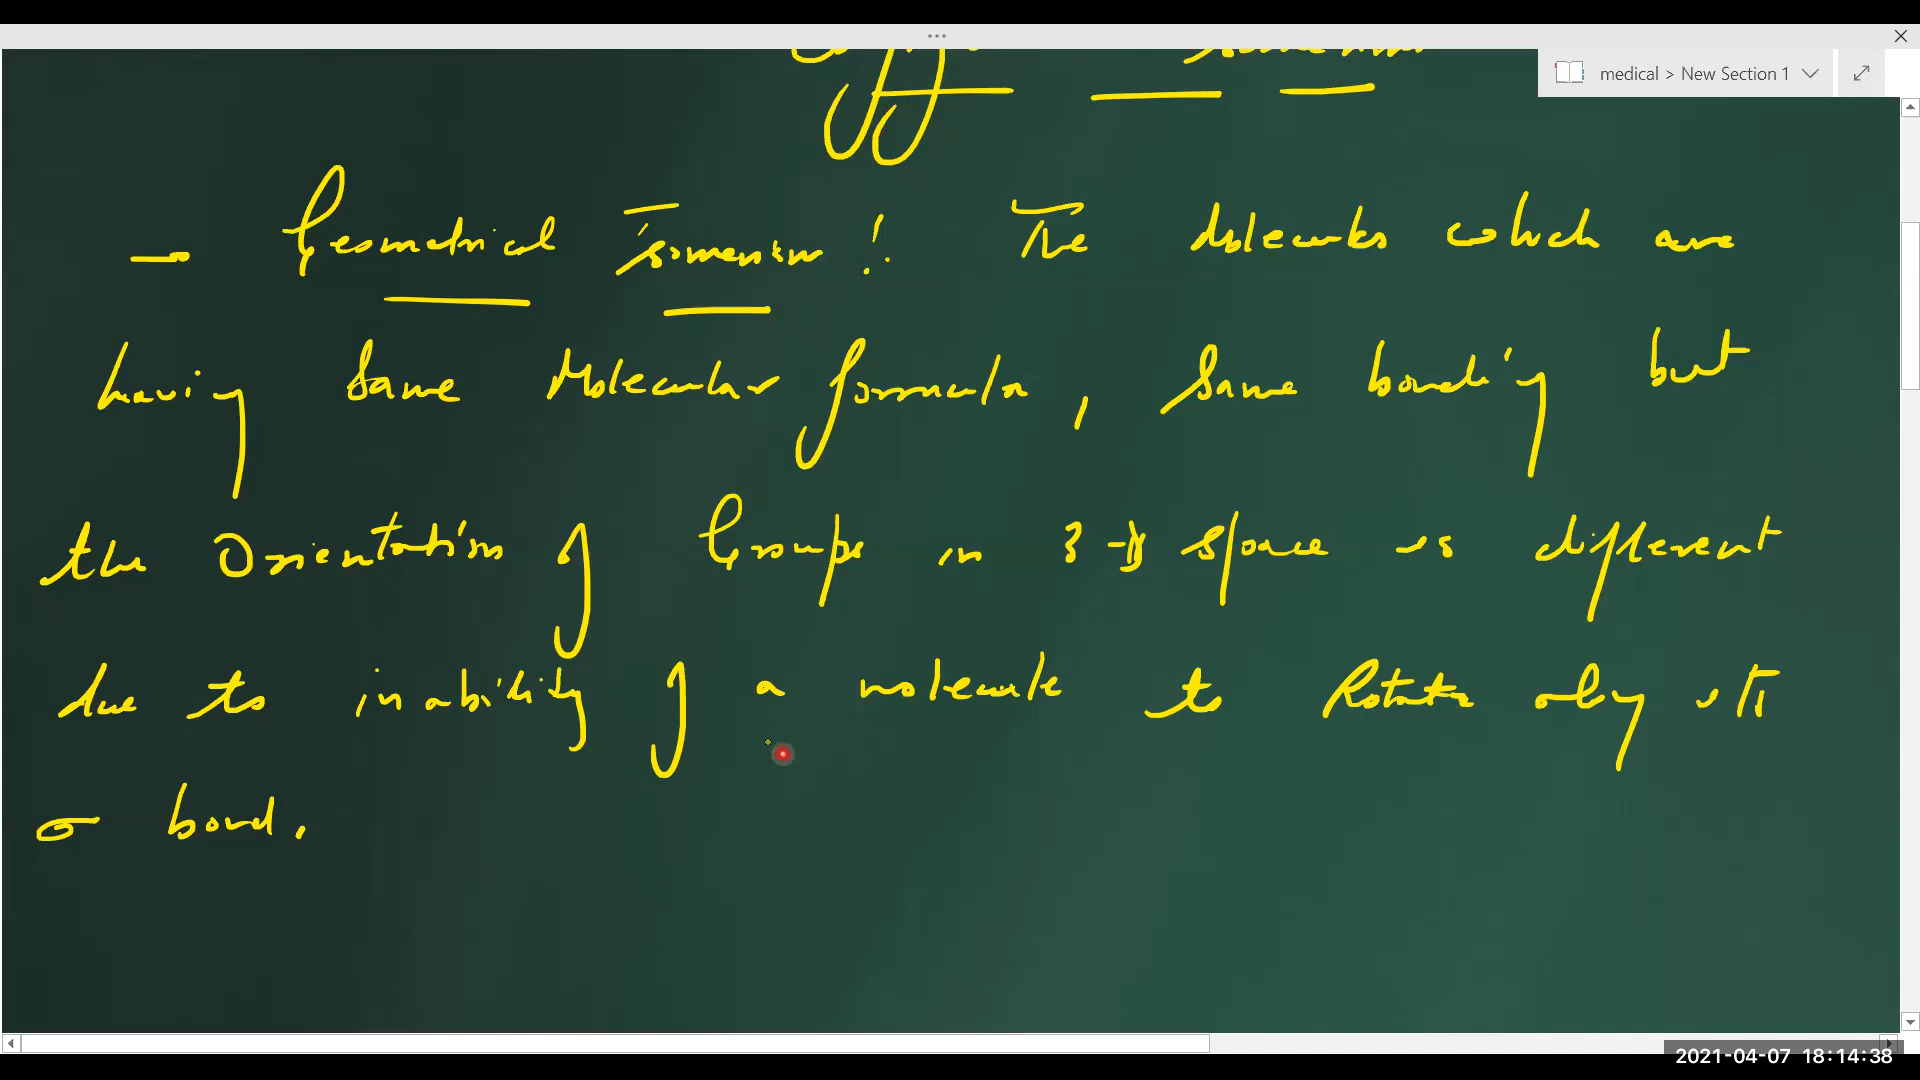 medical > New Section 1
- Geometrical Isomerism : The Molecules which are
having Same Molecular formula, Same bonding but
the Orientation of Groups in 3-D space is different
due to inability of a molecule to Rotate along its
σ bond.
2021-04-07 18:14:38